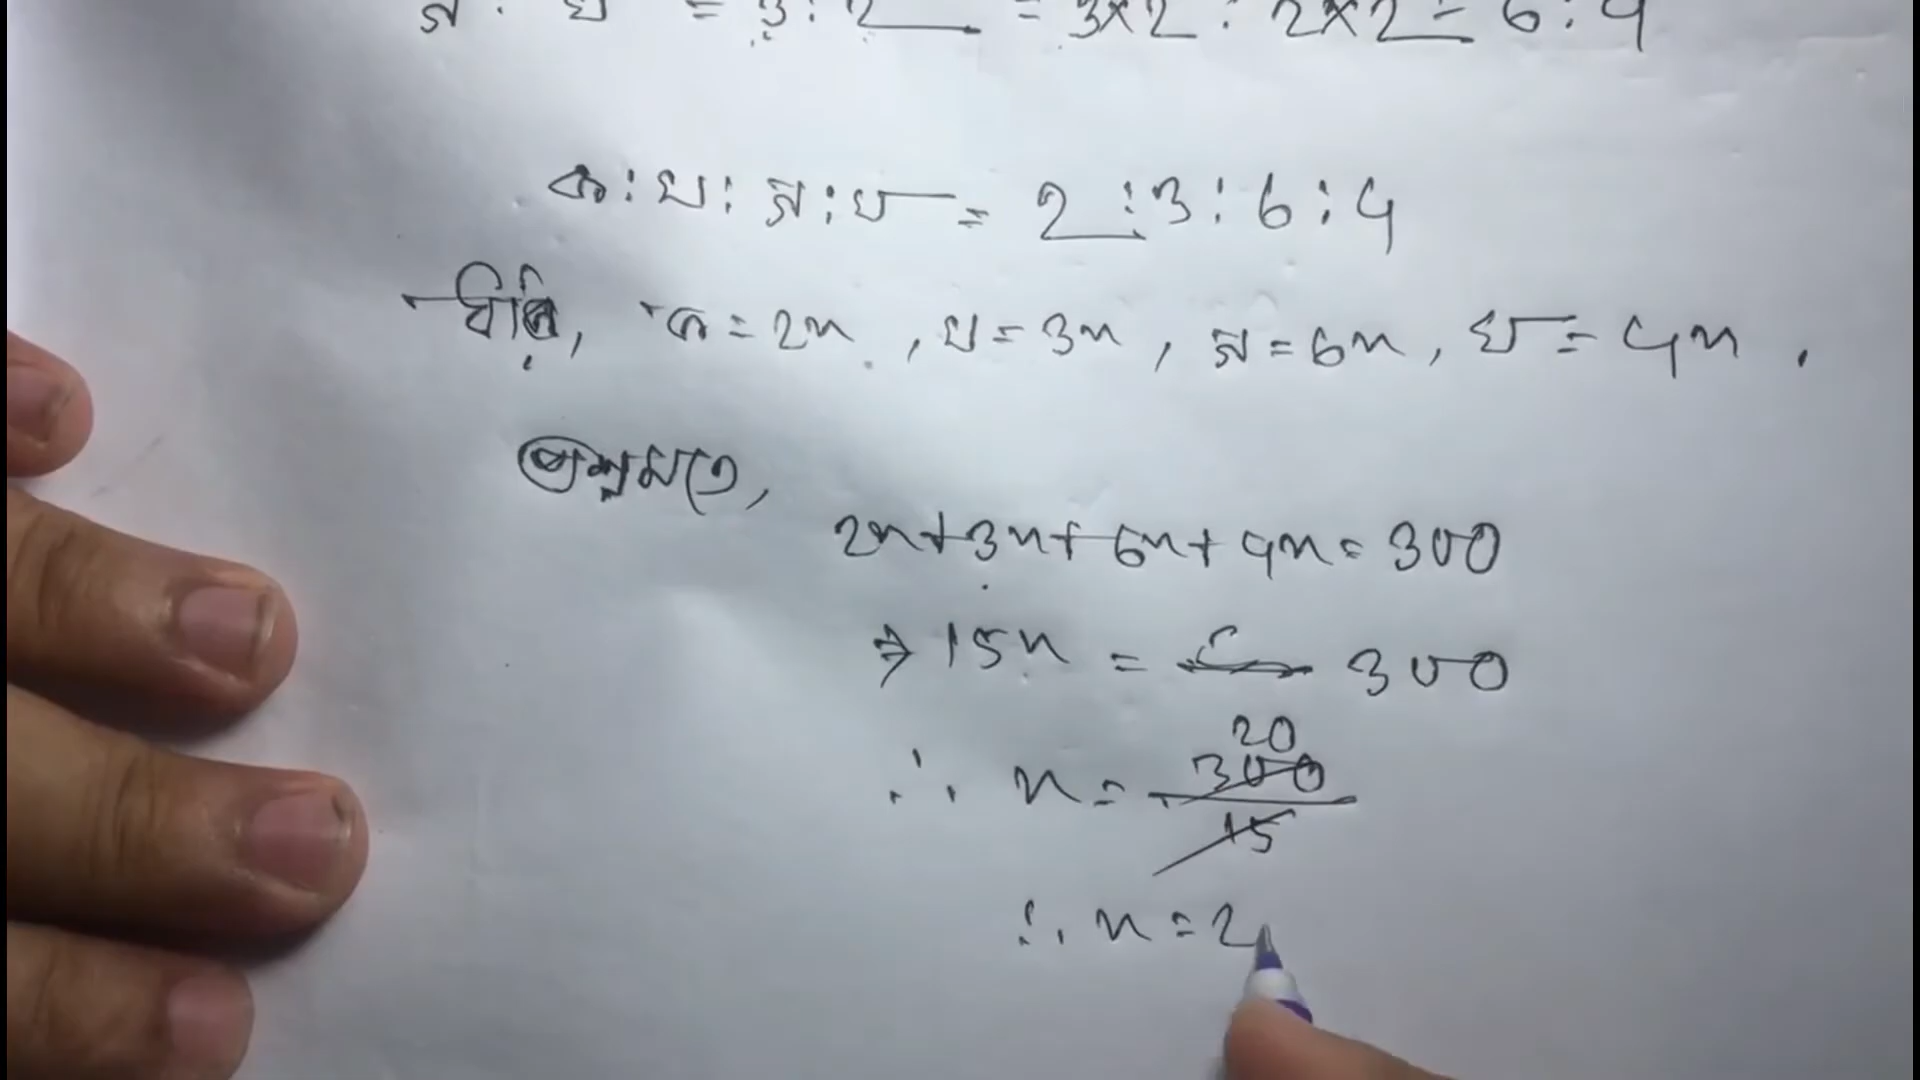 গ : ঘ = 3:2 = 3×2 : 2×2 = 6:4
ক : খ : গ : ঘ = 2 : 3 : 6 : 4
ধরি, ক = 2x, খ = 3x, গ = 6x, ঘ = 4x.
প্রশ্নমতে,
2x+3x+6x+4x = 300
⇒ 15x = 300
20
∴ x = 300/15
∴ x = 2